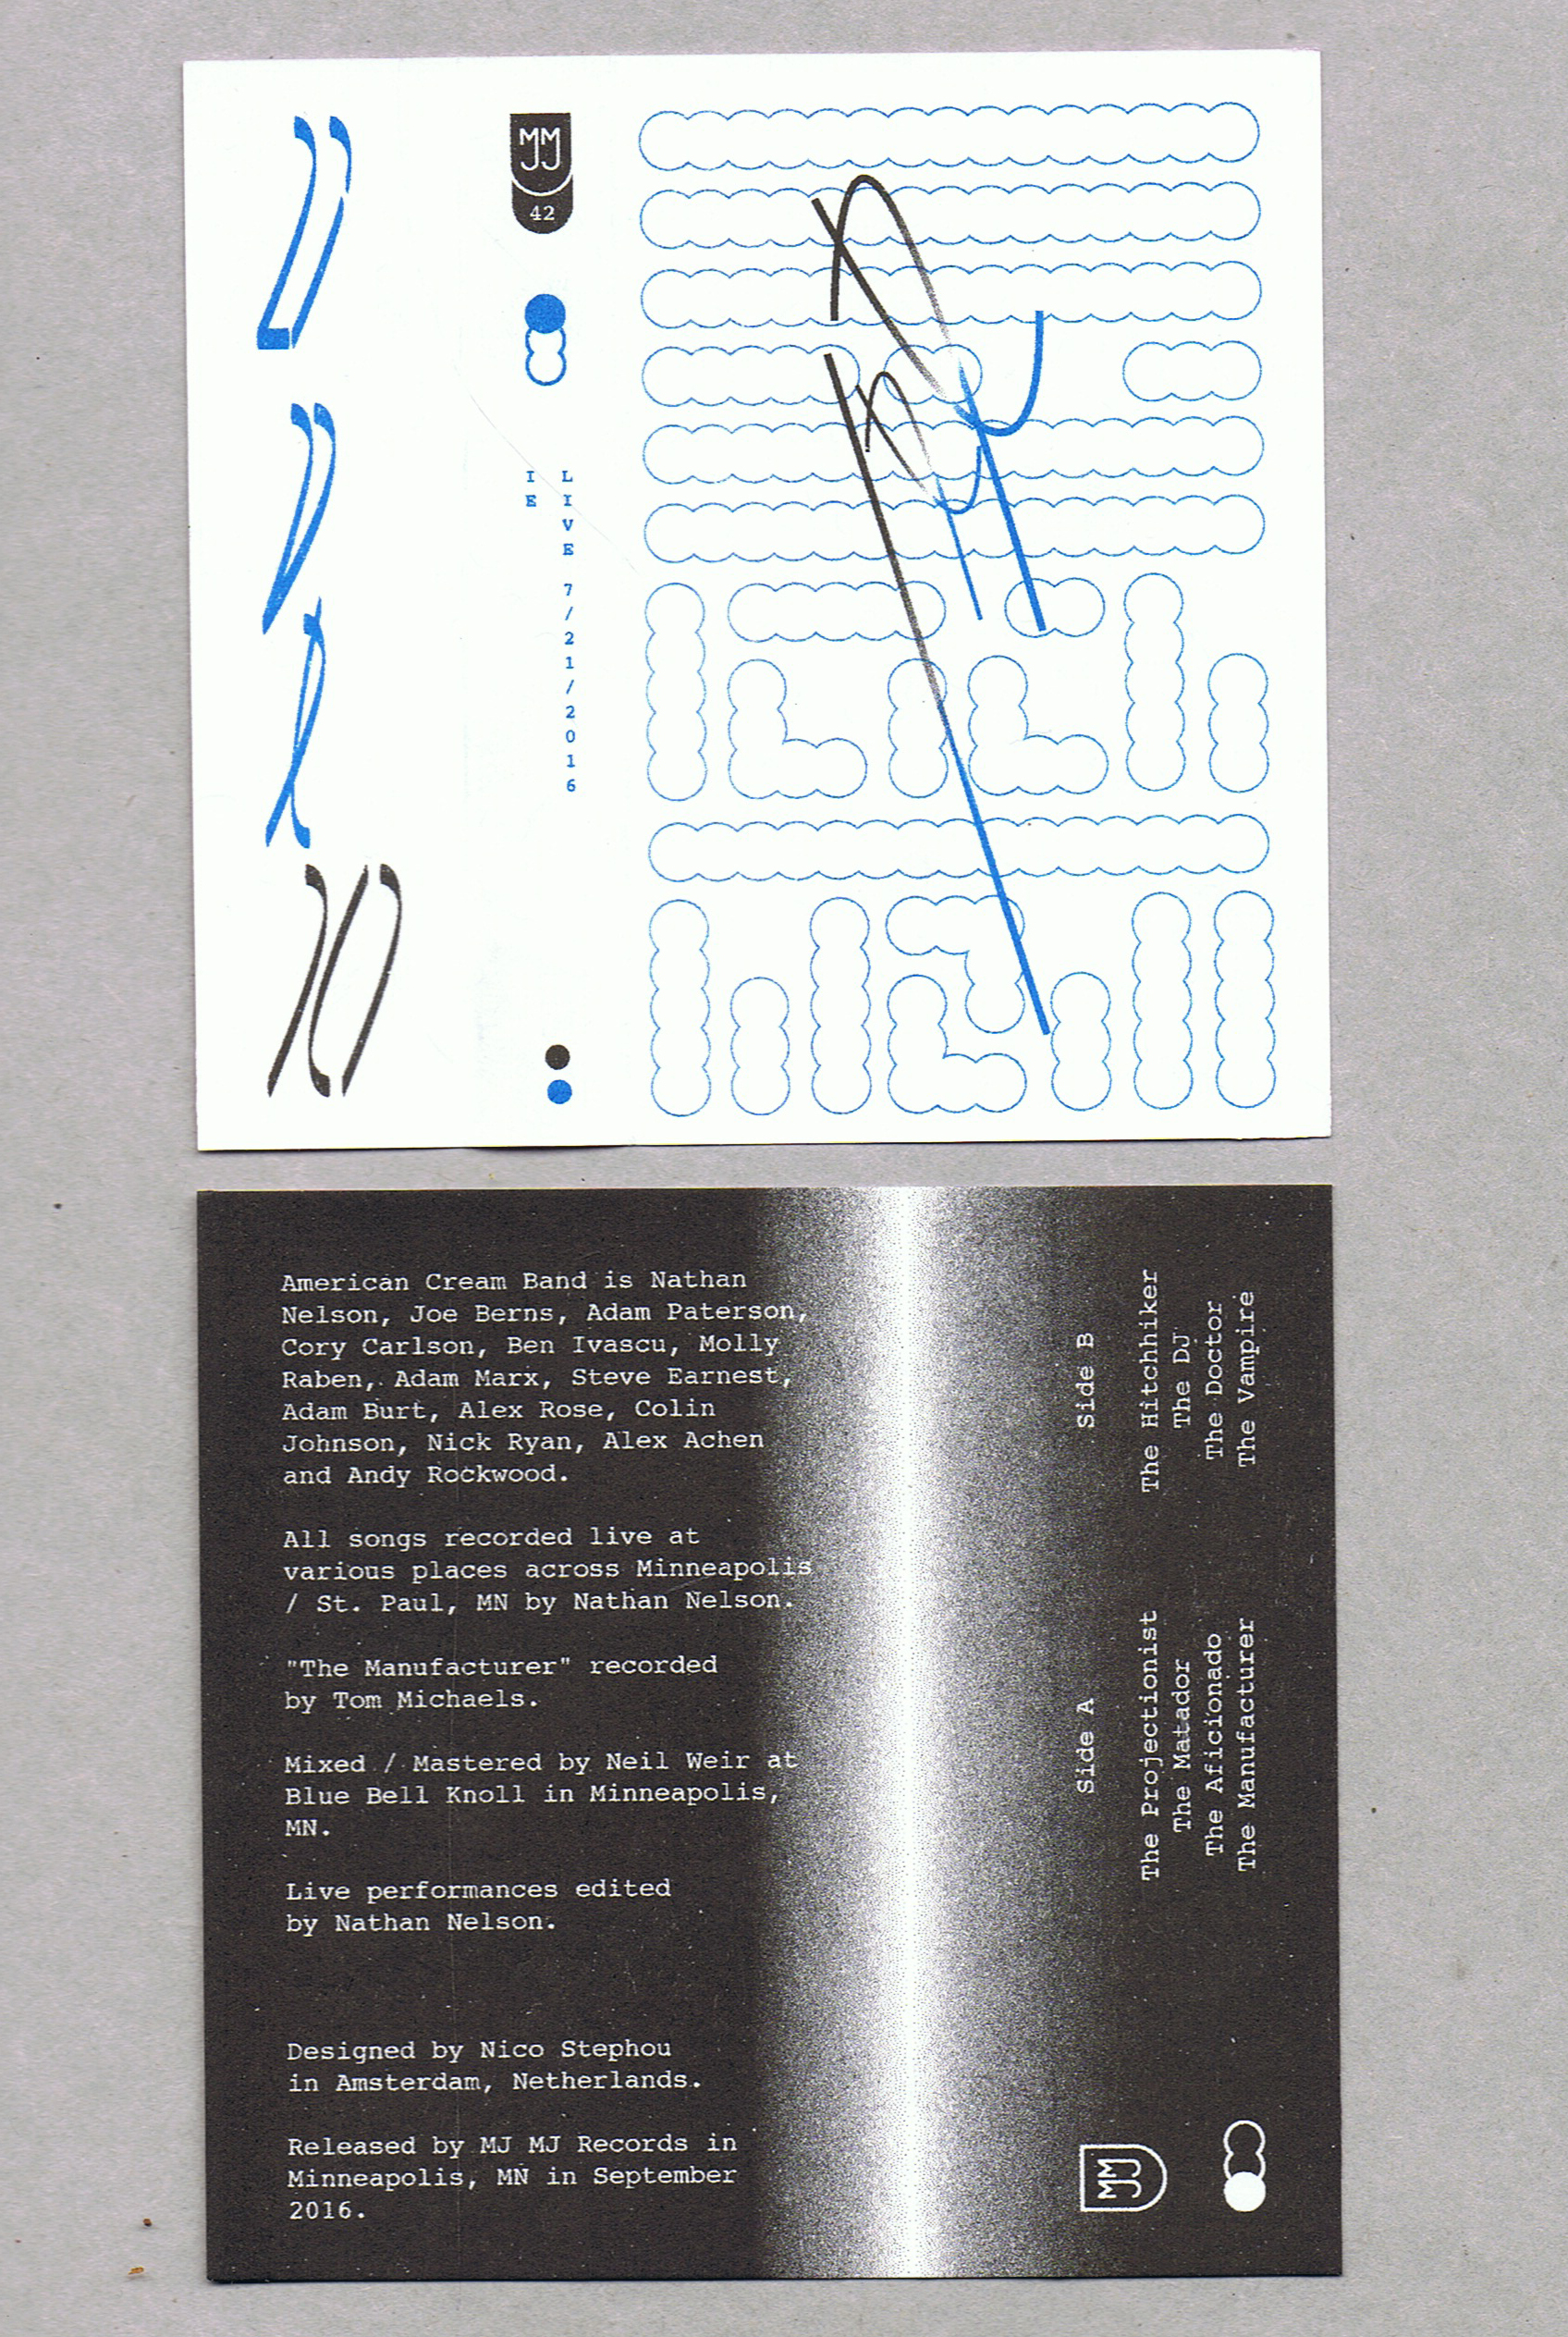 MJ
MJ
42
IE
LIVE 7/21/2016
American Cream Band is Nathan
Nelson, Joe Berns, Adam Paterson,
Cory Carlson, Ben Ivascu, Molly
Raben, Adam Marx, Steve Earnest,
Adam Burt, Alex Rose, Colin
Johnson, Nick Ryan, Alex Achen
and Andy Rockwood.
All songs recorded live at
various places across Minneapolis
/ St. Paul, MN by Nathan Nelson.
"The Manufacturer" recorded
by Tom Michaels.
Mixed / Mastered by Neil Weir at
Blue Bell Knoll in Minneapolis,
MN.
Live performances edited
by Nathan Nelson.
Designed by Nico Stephou
in Amsterdam, Netherlands.
Released by MJ MJ Records in
Minneapolis, MN in September
2016.
Side A
The Projectionist
The Matador
The Aficionado
The Manufacturer
Side B
The Hitchhiker
The DJ
The Doctor
The Vampire
MJ
MJ